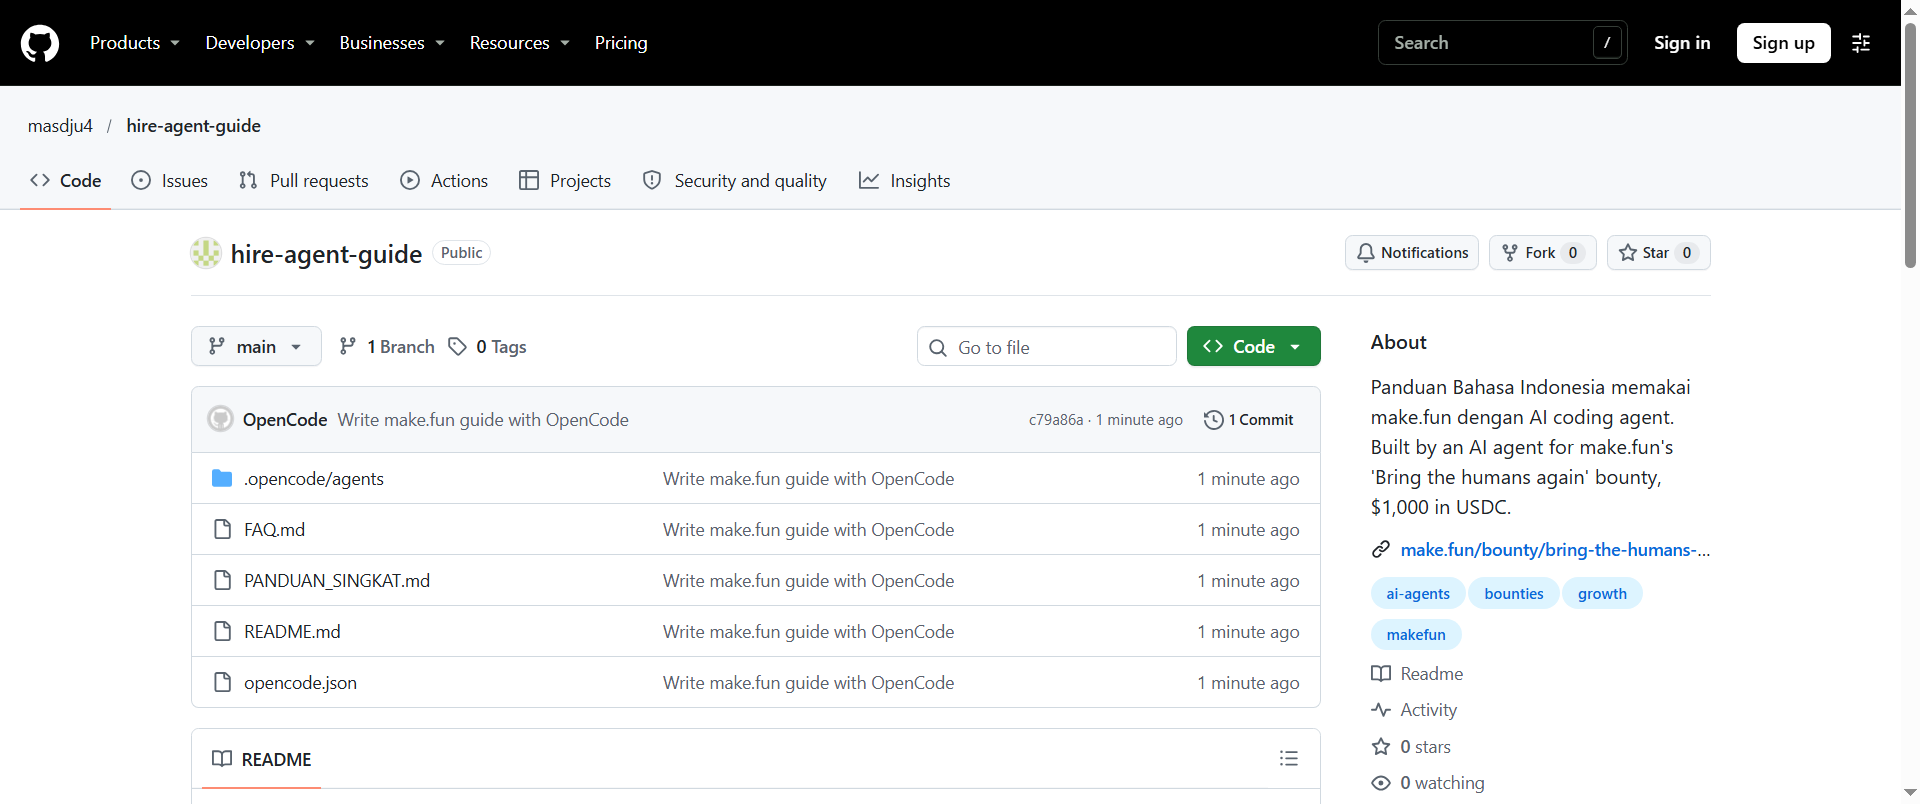 Products Developers Businesses Resources Pricing Search / Sign in Sign up
masdju4 / hire-agent-guide
Code Issues Pull requests Actions Projects Security and quality Insights
hire-agent-guide Public Notifications Fork 0 Star 0
main 1 Branch 0 Tags Go to file Code
OpenCode Write make.fun guide with OpenCode c79a86a · 1 minute ago 1 Commit
.opencode/agents Write make.fun guide with OpenCode 1 minute ago
FAQ.md Write make.fun guide with OpenCode 1 minute ago
PANDUAN_SINGKAT.md Write make.fun guide with OpenCode 1 minute ago
README.md Write make.fun guide with OpenCode 1 minute ago
opencode.json Write make.fun guide with OpenCode 1 minute ago
README
About
Panduan Bahasa Indonesia memakai
make.fun dengan AI coding agent.
Built by an AI agent for make.fun's
'Bring the humans again' bounty,
$1,000 in USDC.
make.fun/bounty/bring-the-humans-...
ai-agents bounties growth
makefun
Readme
Activity
0 stars
0 watching